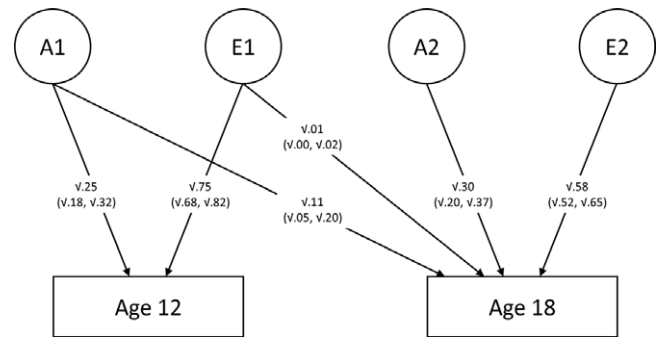 A1
E1
A2
E2
√.01
(√.00, √.02)
√.25
(√.18, √.32)
√.75
(√.68, √.82)
√.11
(√.05, √.20)
√.30
(√.20, √.37)
√.58
(√.52, √.65)
Age 12
Age 18